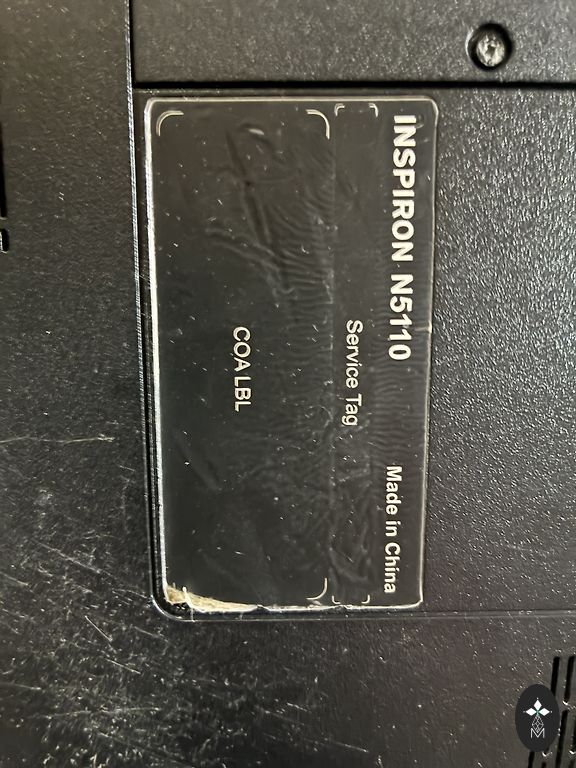 INSPIRON N5110
Made in China
Service Tag
COA LBL